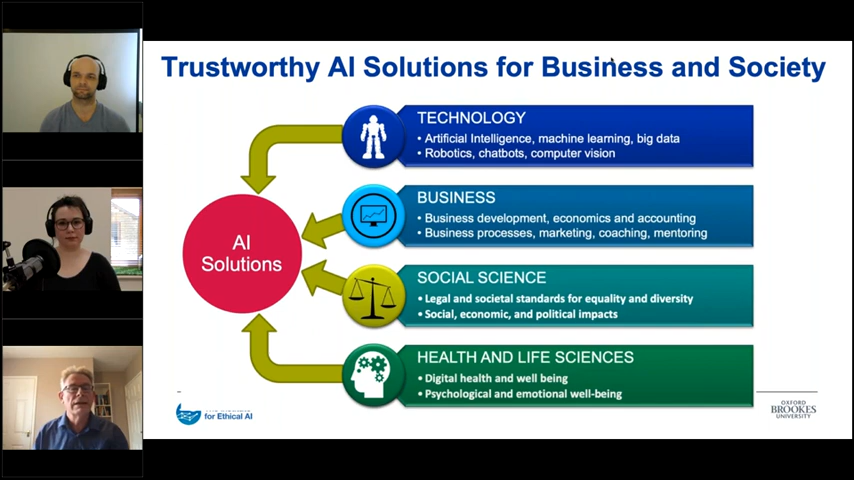 Trustworthy AI Solutions for Business and Society
TECHNOLOGY
• Artificial Intelligence, machine learning, big data
• Robotics, chatbots, computer vision
BUSINESS
• Business development, economics and accounting
• Business processes, marketing, coaching, mentoring
AI
Solutions
SOCIAL SCIENCE
• Legal and societal standards for equality and diversity
• Social, economic, and political impacts
HEALTH AND LIFE SCIENCES
• Digital health and well being
• Psychological and emotional well-being
for Ethical AI
OXFORD
BROOKES
UNIVERSITY